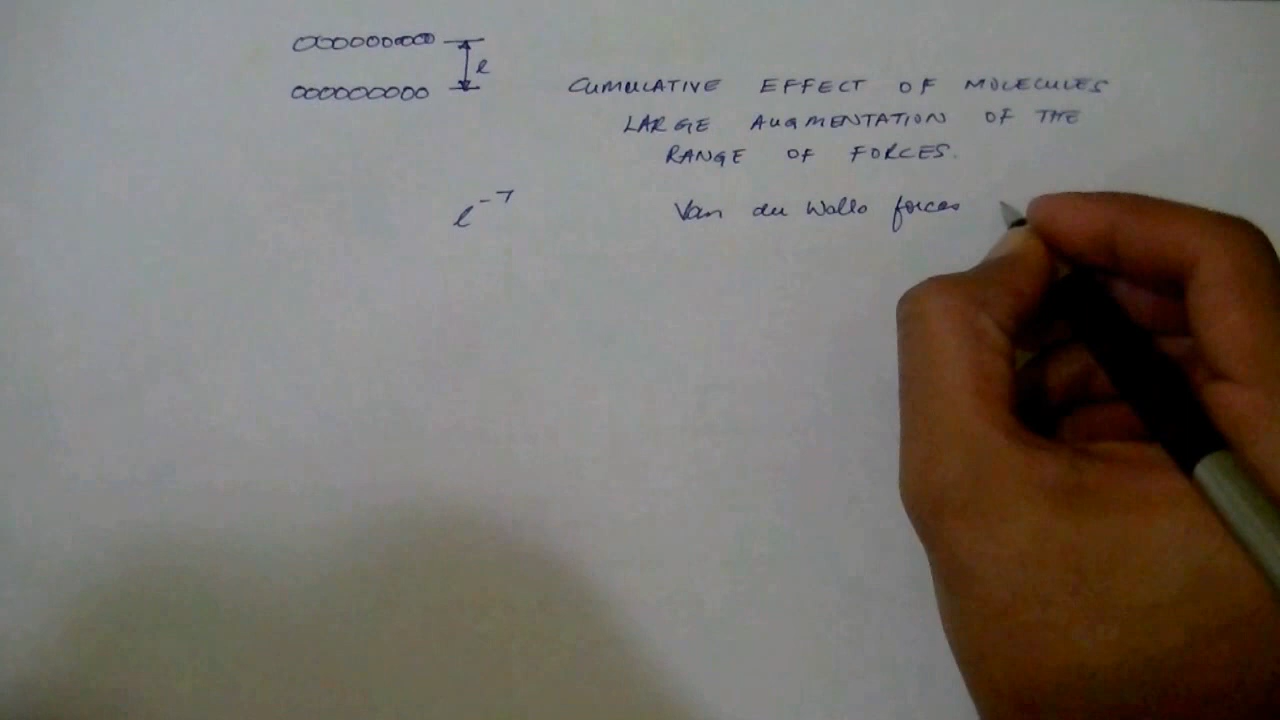 l
CUMULATIVE EFFECT OF MOLECULES
LARGE AUGMENTATION OF THE
RANGE OF FORCES.
l⁻⁷
Van der Walls forces